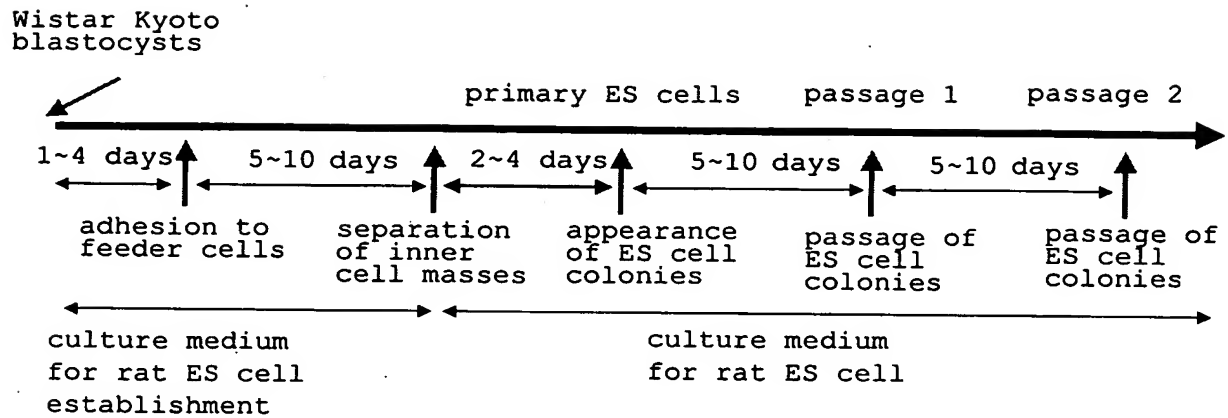 Wistar Kyoto
blastocysts
primary ES cells
passage 1
passage 2
1~4 days
5~10 days
2~4 days
5~10 days
5~10 days
adhesion to
feeder cells
separation
of inner
cell masses
appearance
of ES cell
colonies
passage of
ES cell
colonies
passage of
ES cell
colonies
culture medium
for rat ES cell
establishment
culture medium
for rat ES cell